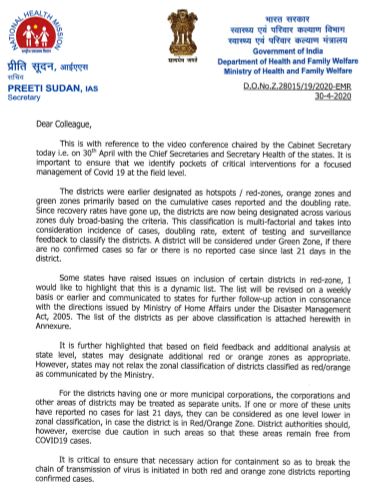 NATIONAL HEALTH MISSION
प्रीति सूदन, आईएएस
सचिव
PREETI SUDAN, IAS
Secretary
सत्यमेव जयते
भारत सरकार
स्वास्थ्य एवं परिवार कल्याण विभाग
स्वास्थ्य एवं परिवार कल्याण मंत्रालय
Government of India
Department of Health and Family Welfare
Ministry of Health and Family Welfare
D.O.No.Z.28015/19/2020-EMR
30-4-2020
Dear Colleague,
This is with reference to the video conference chaired by the Cabinet Secretary
today i.e. on 30th April with the Chief Secretaries and Secretary Health of the states. It is
important to ensure that we identify pockets of critical interventions for a focused
management of Covid 19 at the field level.
The districts were earlier designated as hotspots / red-zones, orange zones and
green zones primarily based on the cumulative cases reported and the doubling rate.
Since recovery rates have gone up, the districts are now being designated across various
zones duly broad-basing the criteria. This classification is multi-factorial and takes into
consideration incidence of cases, doubling rate, extent of testing and surveillance
feedback to classify the districts. A district will be considered under Green Zone, if there
are no confirmed cases so far or there is no reported case since last 21 days in the
district.
Some states have raised issues on inclusion of certain districts in red-zone, I
would like to highlight that this is a dynamic list. The list will be revised on a weekly
basis or earlier and communicated to states for further follow-up action in consonance
with the directions issued by Ministry of Home Affairs under the Disaster Management
Act, 2005. The list of the districts as per above classification is attached herewith in
Annexure.
It is further highlighted that based on field feedback and additional analysis at
state level, states may designate additional red or orange zones as appropriate.
However, states may not relax the zonal classification of districts classified as red/orange
as communicated by the Ministry.
For the districts having one or more municipal corporations, the corporations and
other areas of districts may be treated as separate units. If one or more of these units
have reported no cases for last 21 days, they can be considered as one level lower in
zonal classification, in case the district is in Red/Orange Zone. District authorities should,
however, exercise due caution in such areas so that these areas remain free from
COVID19 cases.
It is critical to ensure that necessary action for containment so as to break the
chain of transmission of virus is initiated in both red and orange zone districts reporting
confirmed cases.